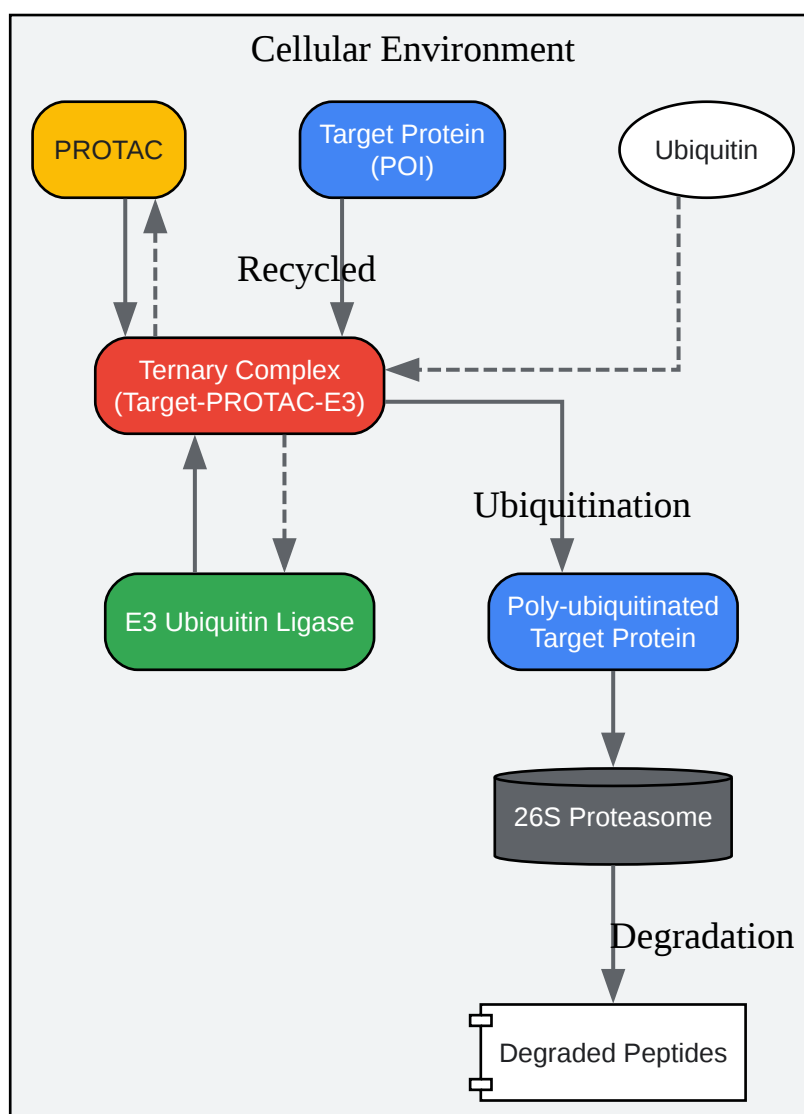 Cellular Environment
PROTAC
Target Protein
(POI)
Ubiquitin
Recycled
Ternary Complex
(Target-PROTAC-E3)
Ubiquitination
E3 Ubiquitin Ligase
Poly-ubiquitinated
Target Protein
26S Proteasome
Degradation
Degraded Peptides